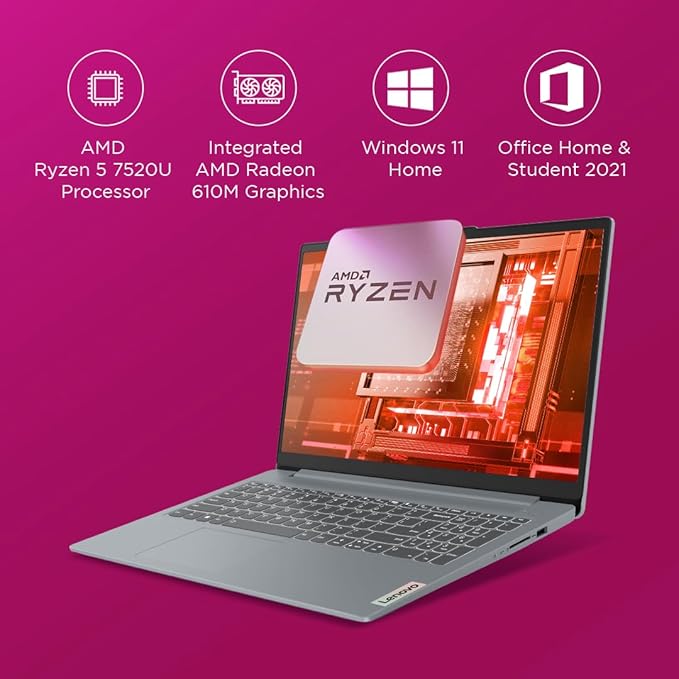 AMD
Ryzen 5 7520U
Processor
Integrated
AMD Radeon
610M Graphics
Windows 11
Home
Office Home &
Student 2021
AMD
RYZEN
Lenovo